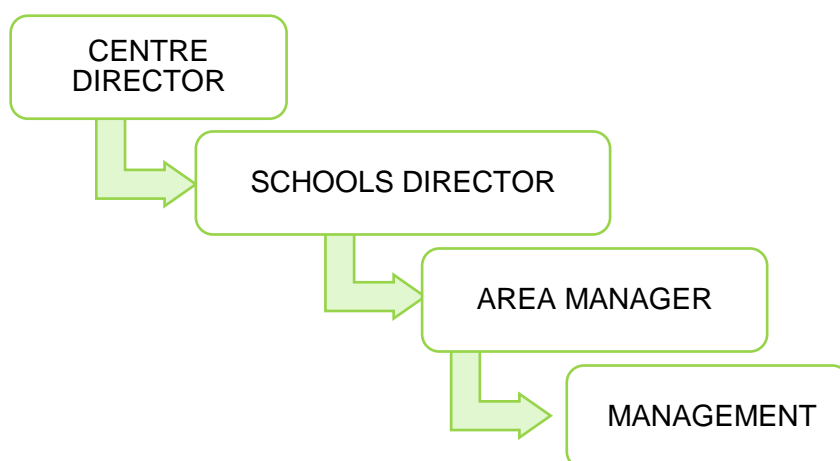 CENTRE
DIRECTOR
SCHOOLS DIRECTOR
AREA MANAGER
MANAGEMENT